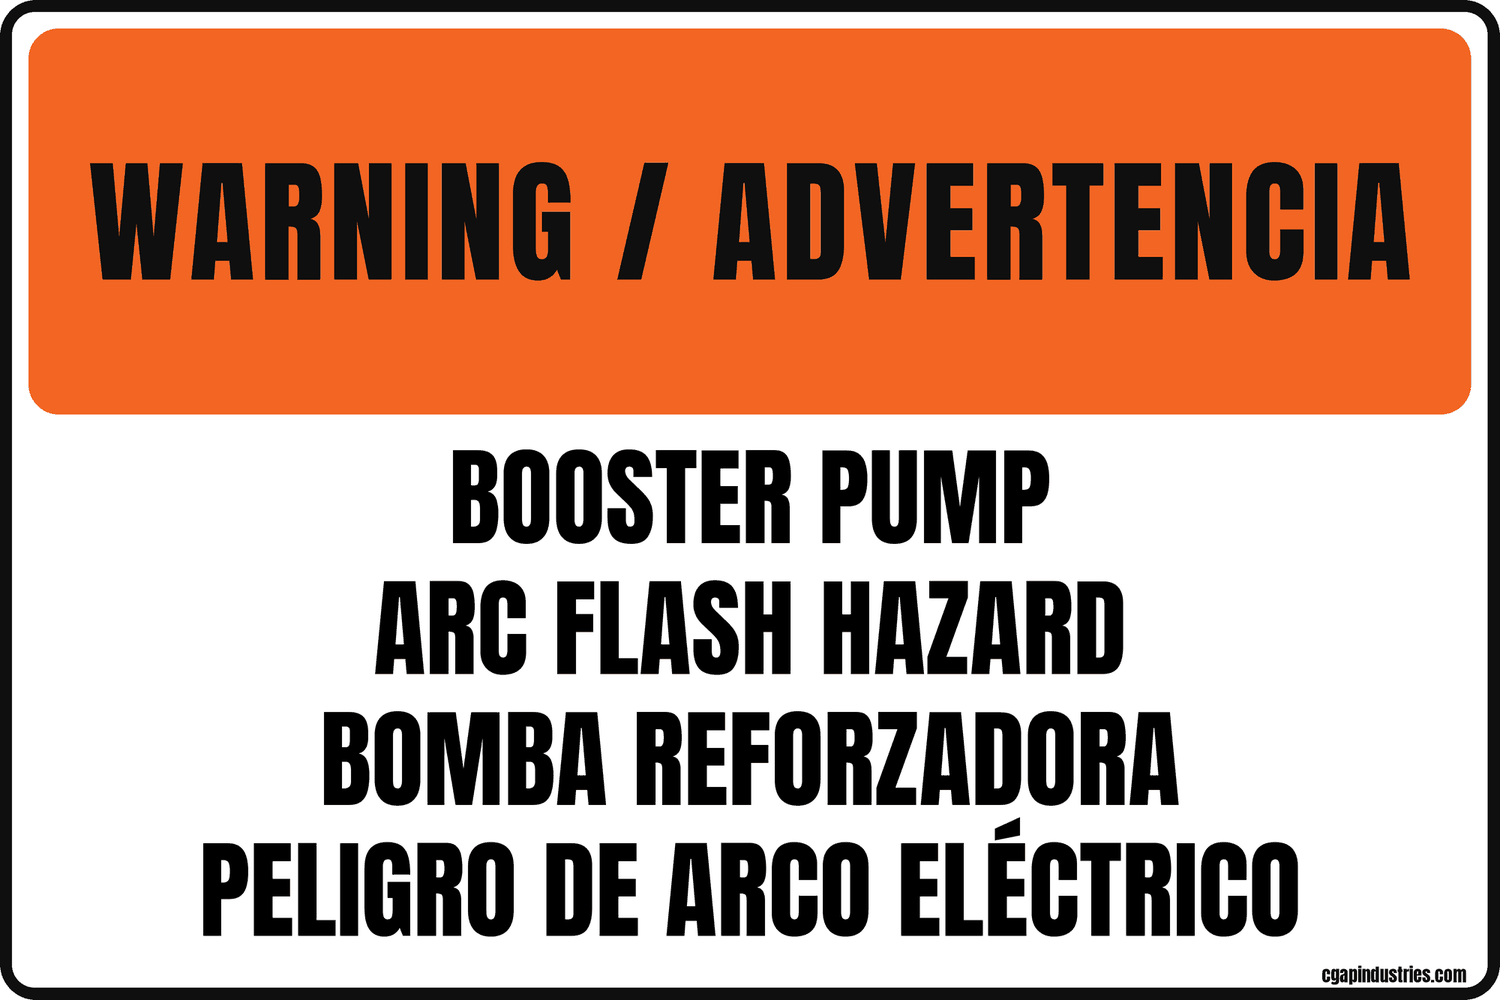 WARNING / ADVERTENCIA
BOOSTER PUMP
ARC FLASH HAZARD
BOMBA REFORZADORA
PELIGRO DE ARCO ELÉCTRICO
cgapindustries.com